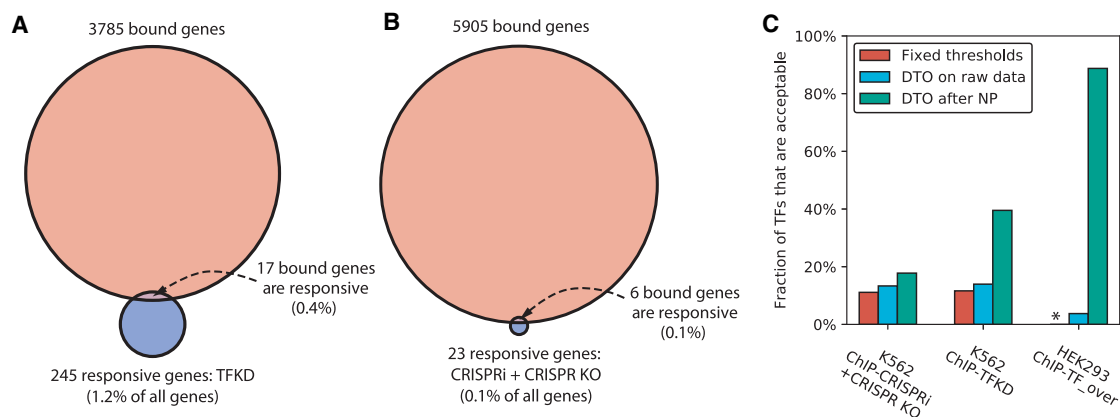 A
3785 bound genes
17 bound genes
are responsive
(0.4%)
245 responsive genes: TFKD
(1.2% of all genes)
B
5905 bound genes
6 bound genes
are responsive
(0.1%)
23 responsive genes:
CRISPRi + CRISPR KO
(0.1% of all genes)
C
Fraction of TFs that are acceptable
100%
80%
60%
40%
20%
0%
Fixed thresholds
DTO on raw data
DTO after NP
*
K562
ChIP-CRISPRi
+CRISPR KO
K562
ChIP-TFKD
HEK293
ChIP-TF_over